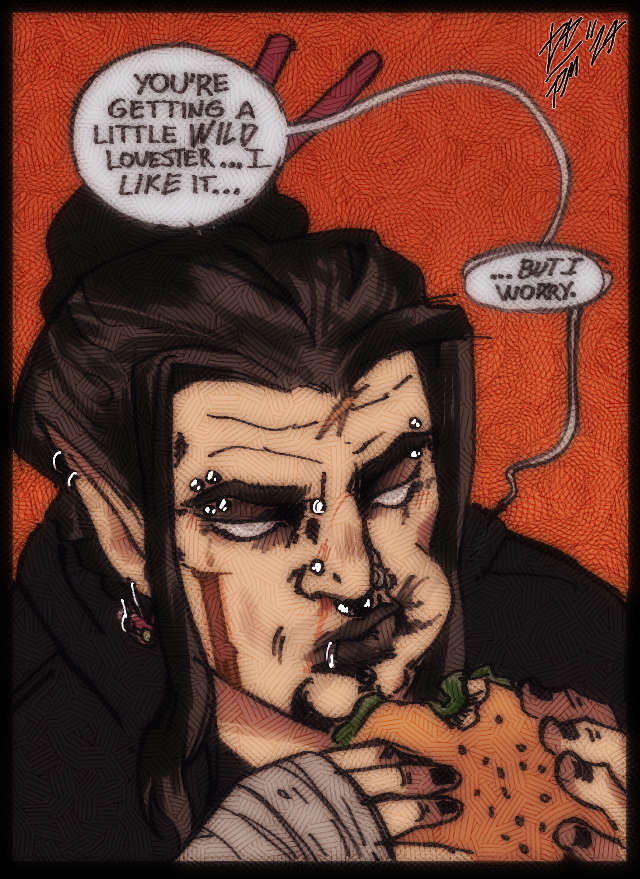 YOU'RE
GETTING A
LITTLE WILD
LOVESTER...I
LIKE IT...
...BUT I
WORRY.